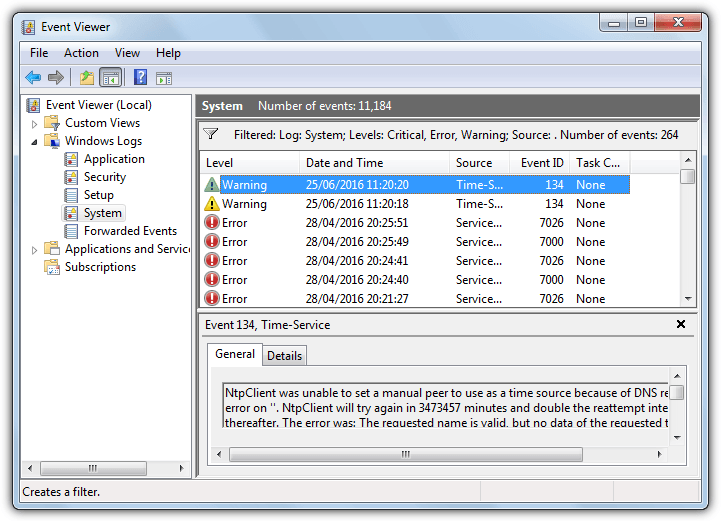 Event Viewer
File Action View Help
Event Viewer (Local)
Custom Views
Windows Logs
Application
Security
Setup
System
Forwarded Events
Applications and Service
Subscriptions
System Number of events: 11,184
Filtered: Log: System; Levels: Critical, Error, Warning; Source: . Number of events: 264
Level Date and Time Source Event ID Task C...
Warning 25/06/2016 11:20:20 Time-S... 134 None
Warning 25/06/2016 11:20:18 Time-S... 134 None
Error 28/04/2016 20:25:51 Service... 7026 None
Error 28/04/2016 20:25:49 Service... 7000 None
Error 28/04/2016 20:24:41 Service... 7026 None
Error 28/04/2016 20:24:40 Service... 7000 None
Error 28/04/2016 20:21:27 Service... 7026 None
Event 134, Time-Service
General Details
NtpClient was unable to set a manual peer to use as a time source because of DNS re
error on ''. NtpClient will try again in 3473457 minutes and double the reattempt inte
thereafter. The error was: The requested name is valid, but no data of the requested t
Creates a filter.